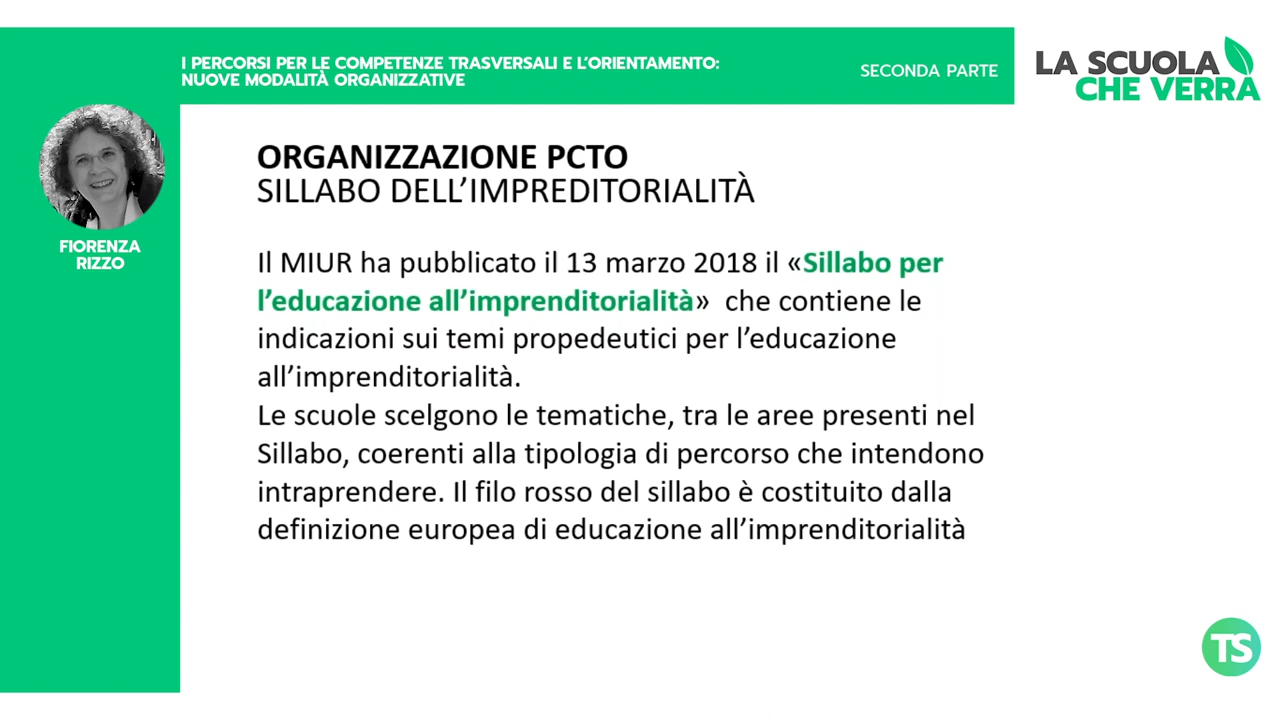 I PERCORSI PER LE COMPETENZE TRASVERSALI E L'ORIENTAMENTO:
NUOVE MODALITÀ ORGANIZZATIVE
SECONDA PARTE
LA SCUOLA
CHE VERRÀ
FIORENZA
RIZZO
ORGANIZZAZIONE PCTO
SILLABO DELL’IMPREDITORIALITÀ
Il MIUR ha pubblicato il 13 marzo 2018 il «Sillabo per
l’educazione all’imprenditorialità» che contiene le
indicazioni sui temi propedeutici per l’educazione
all’imprenditorialità.
Le scuole scelgono le tematiche, tra le aree presenti nel
Sillabo, coerenti alla tipologia di percorso che intendono
intraprendere. Il filo rosso del sillabo è costituito dalla
definizione europea di educazione all’imprenditorialità
TS